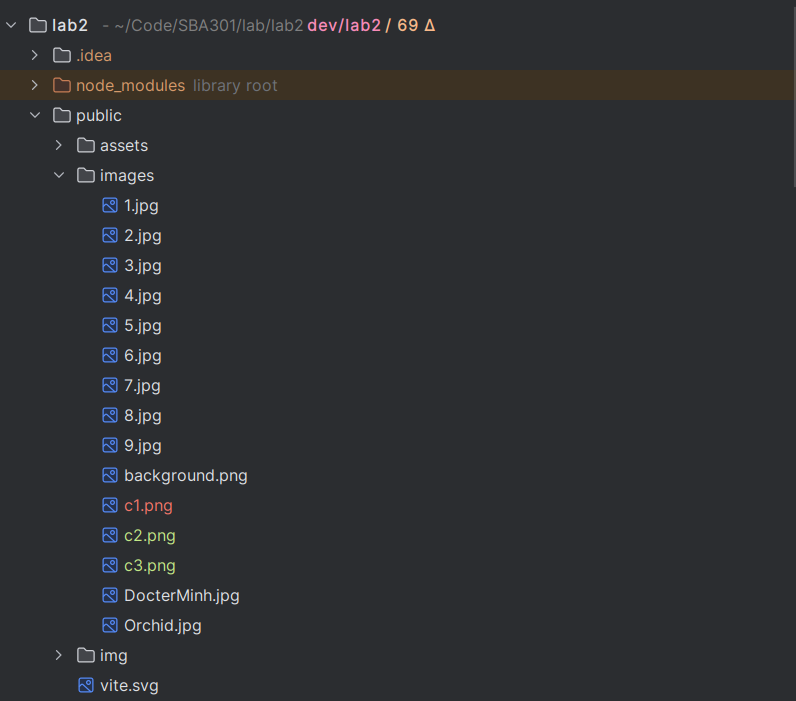 lab2 - ~/Code/SBA301/lab/lab2 dev/lab2 / 69 Δ
.idea
node_modules library root
public
assets
images
1.jpg
2.jpg
3.jpg
4.jpg
5.jpg
6.jpg
7.jpg
8.jpg
9.jpg
background.png
c1.png
c2.png
c3.png
DocterMinh.jpg
Orchid.jpg
img
vite.svg